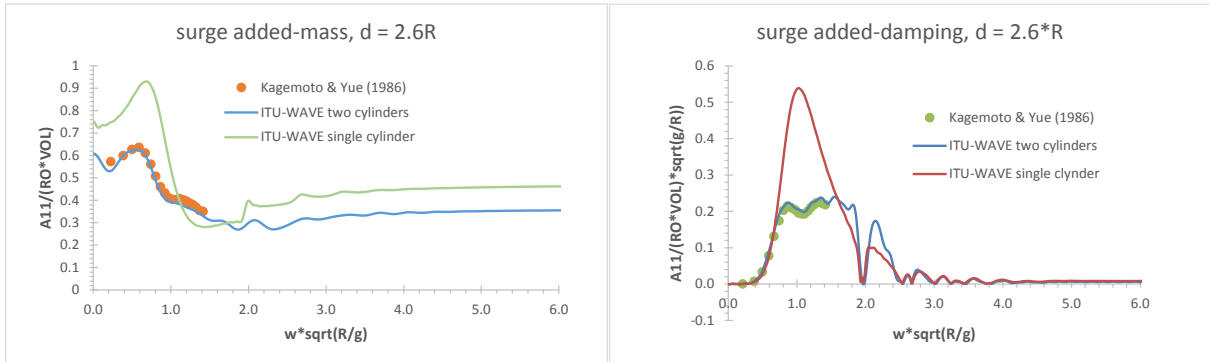 surge added-mass, d = 2.6R
A11/(RO*VOL)
1
0.9
0.8
0.7
0.6
0.5
0.4
0.3
0.2
0.1
0
Kagemoto & Yue (1986)
ITU-WAVE two cylinders
ITU-WAVE single cylinder
0.0 1.0 2.0 3.0 4.0 5.0 6.0
w*sqrt(R/g)
surge added-damping, d = 2.6*R
A11/(RO*VOL)*sqrt(g/R))
0.6
0.5
0.4
0.3
0.2
0.1
0.0
-0.1
Kagemoto & Yue (1986)
ITU-WAVE two cylinders
ITU-WAVE single clynder
0.0 1.0 2.0 3.0 4.0 5.0 6.0
w*sqrt(R/g)